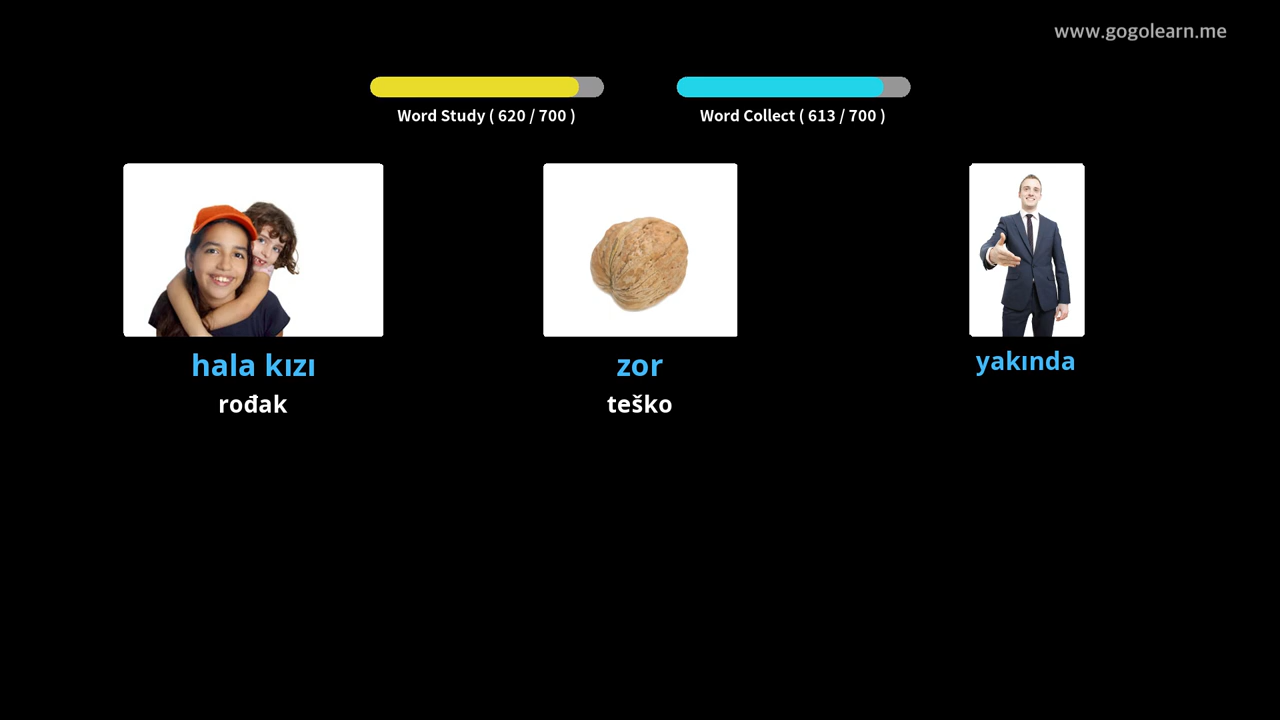 www.gogolearn.me
Word Study ( 620 / 700 )
Word Collect ( 613 / 700 )
hala kızı
zor
yakında
rođak
teško